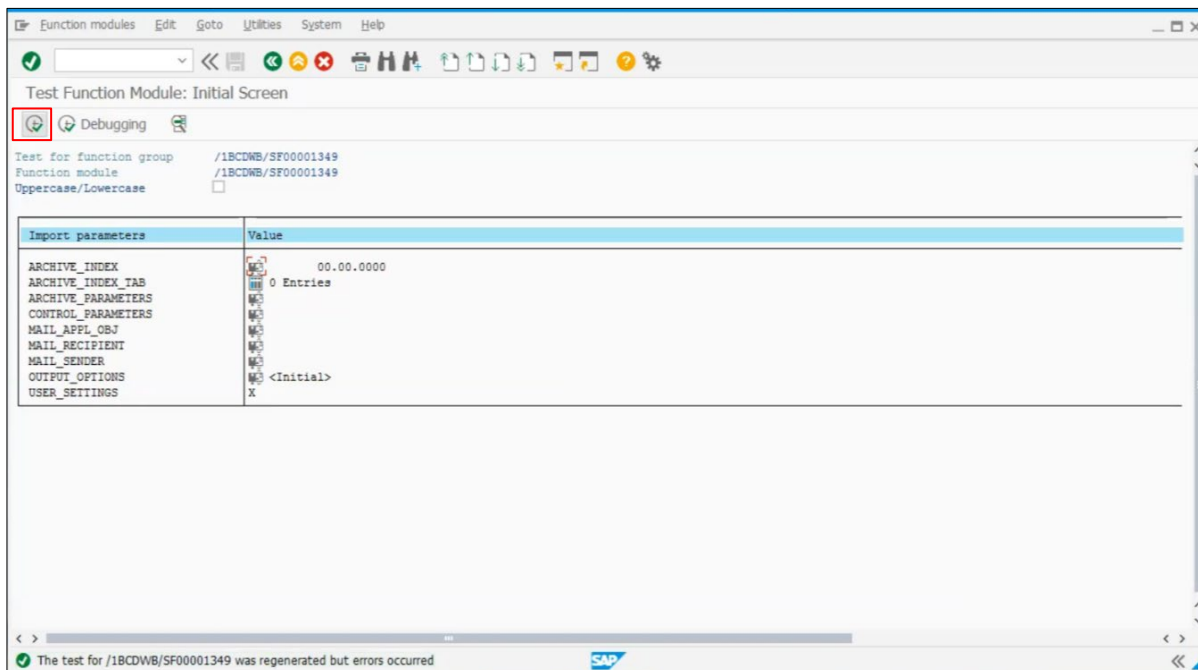 Function modules Edit Goto Utilities System Help
Test Function Module: Initial Screen
Debugging
Test for function group /1BCDWB/SF00001349
Function module /1BCDWB/SF00001349
Uppercase/Lowercase
Import parameters Value
ARCHIVE_INDEX 00.00.0000
ARCHIVE_INDEX_TAB 0 Entries
ARCHIVE_PARAMETERS
CONTROL_PARAMETERS
MAIL_APPL_OBJ
MAIL_RECIPIENT
MAIL_SENDER
OUTPUT_OPTIONS <Initial>
USER_SETTINGS X
The test for /1BCDWB/SF00001349 was regenerated but errors occurred SAP